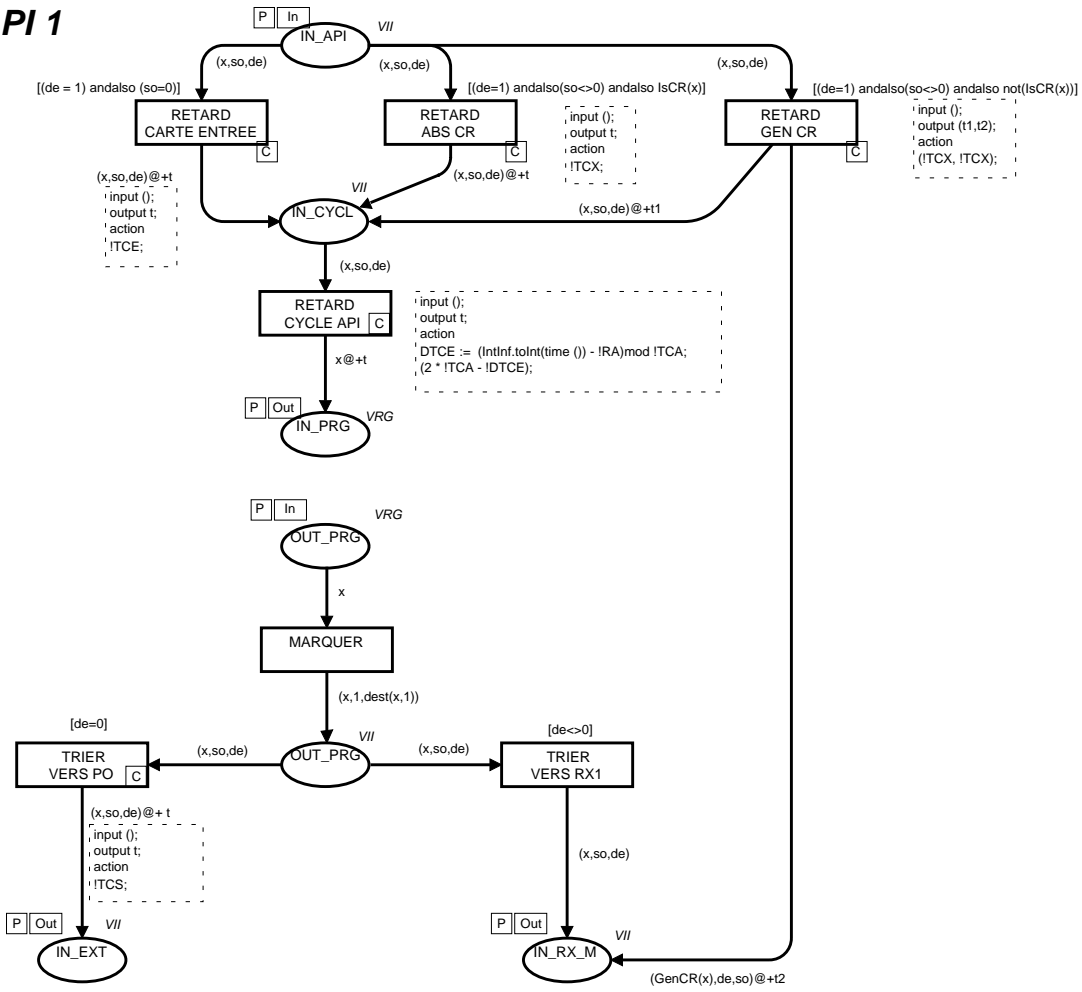 PI 1
P In
VII
IN_API
(x,so,de)
(x,so,de)
(x,so,de)
[(de = 1) andalso (so=0)]
[(de=1) andalso(so<>0) andalso IsCR(x)]
[(de=1) andalso(so<>0) andalso not(IsCR(x))]
RETARD
CARTE ENTREE
C
RETARD
ABS CR
C
input ();
output t;
action
!TCX;
RETARD
GEN CR
C
input ();
output (t1,t2);
action
(!TCX, !TCX);
(x,so,de)@+t
input ();
output t;
action
!TCE;
(x,so,de)@+t
VII
IN_CYCL
(x,so,de)@+t1
(x,so,de)
RETARD
CYCLE API
C
input ();
output t;
action
DTCE := (IntInf.toInt(time ()) - !RA)mod !TCA;
(2 * !TCA - !DTCE);
x@+t
P Out
VRG
IN_PRG
P In
VRG
OUT_PRG
x
MARQUER
(x,1,dest(x,1))
[de=0]
VII
[de<>0]
TRIER
VERS PO
C
(x,so,de)
OUT_PRG
(x,so,de)
TRIER
VERS RX1
(x,so,de)@+ t
input ();
output t;
action
!TCS;
(x,so,de)
P Out
VII
IN_EXT
P Out
VII
IN_RX_M
(GenCR(x),de,so)@+t2